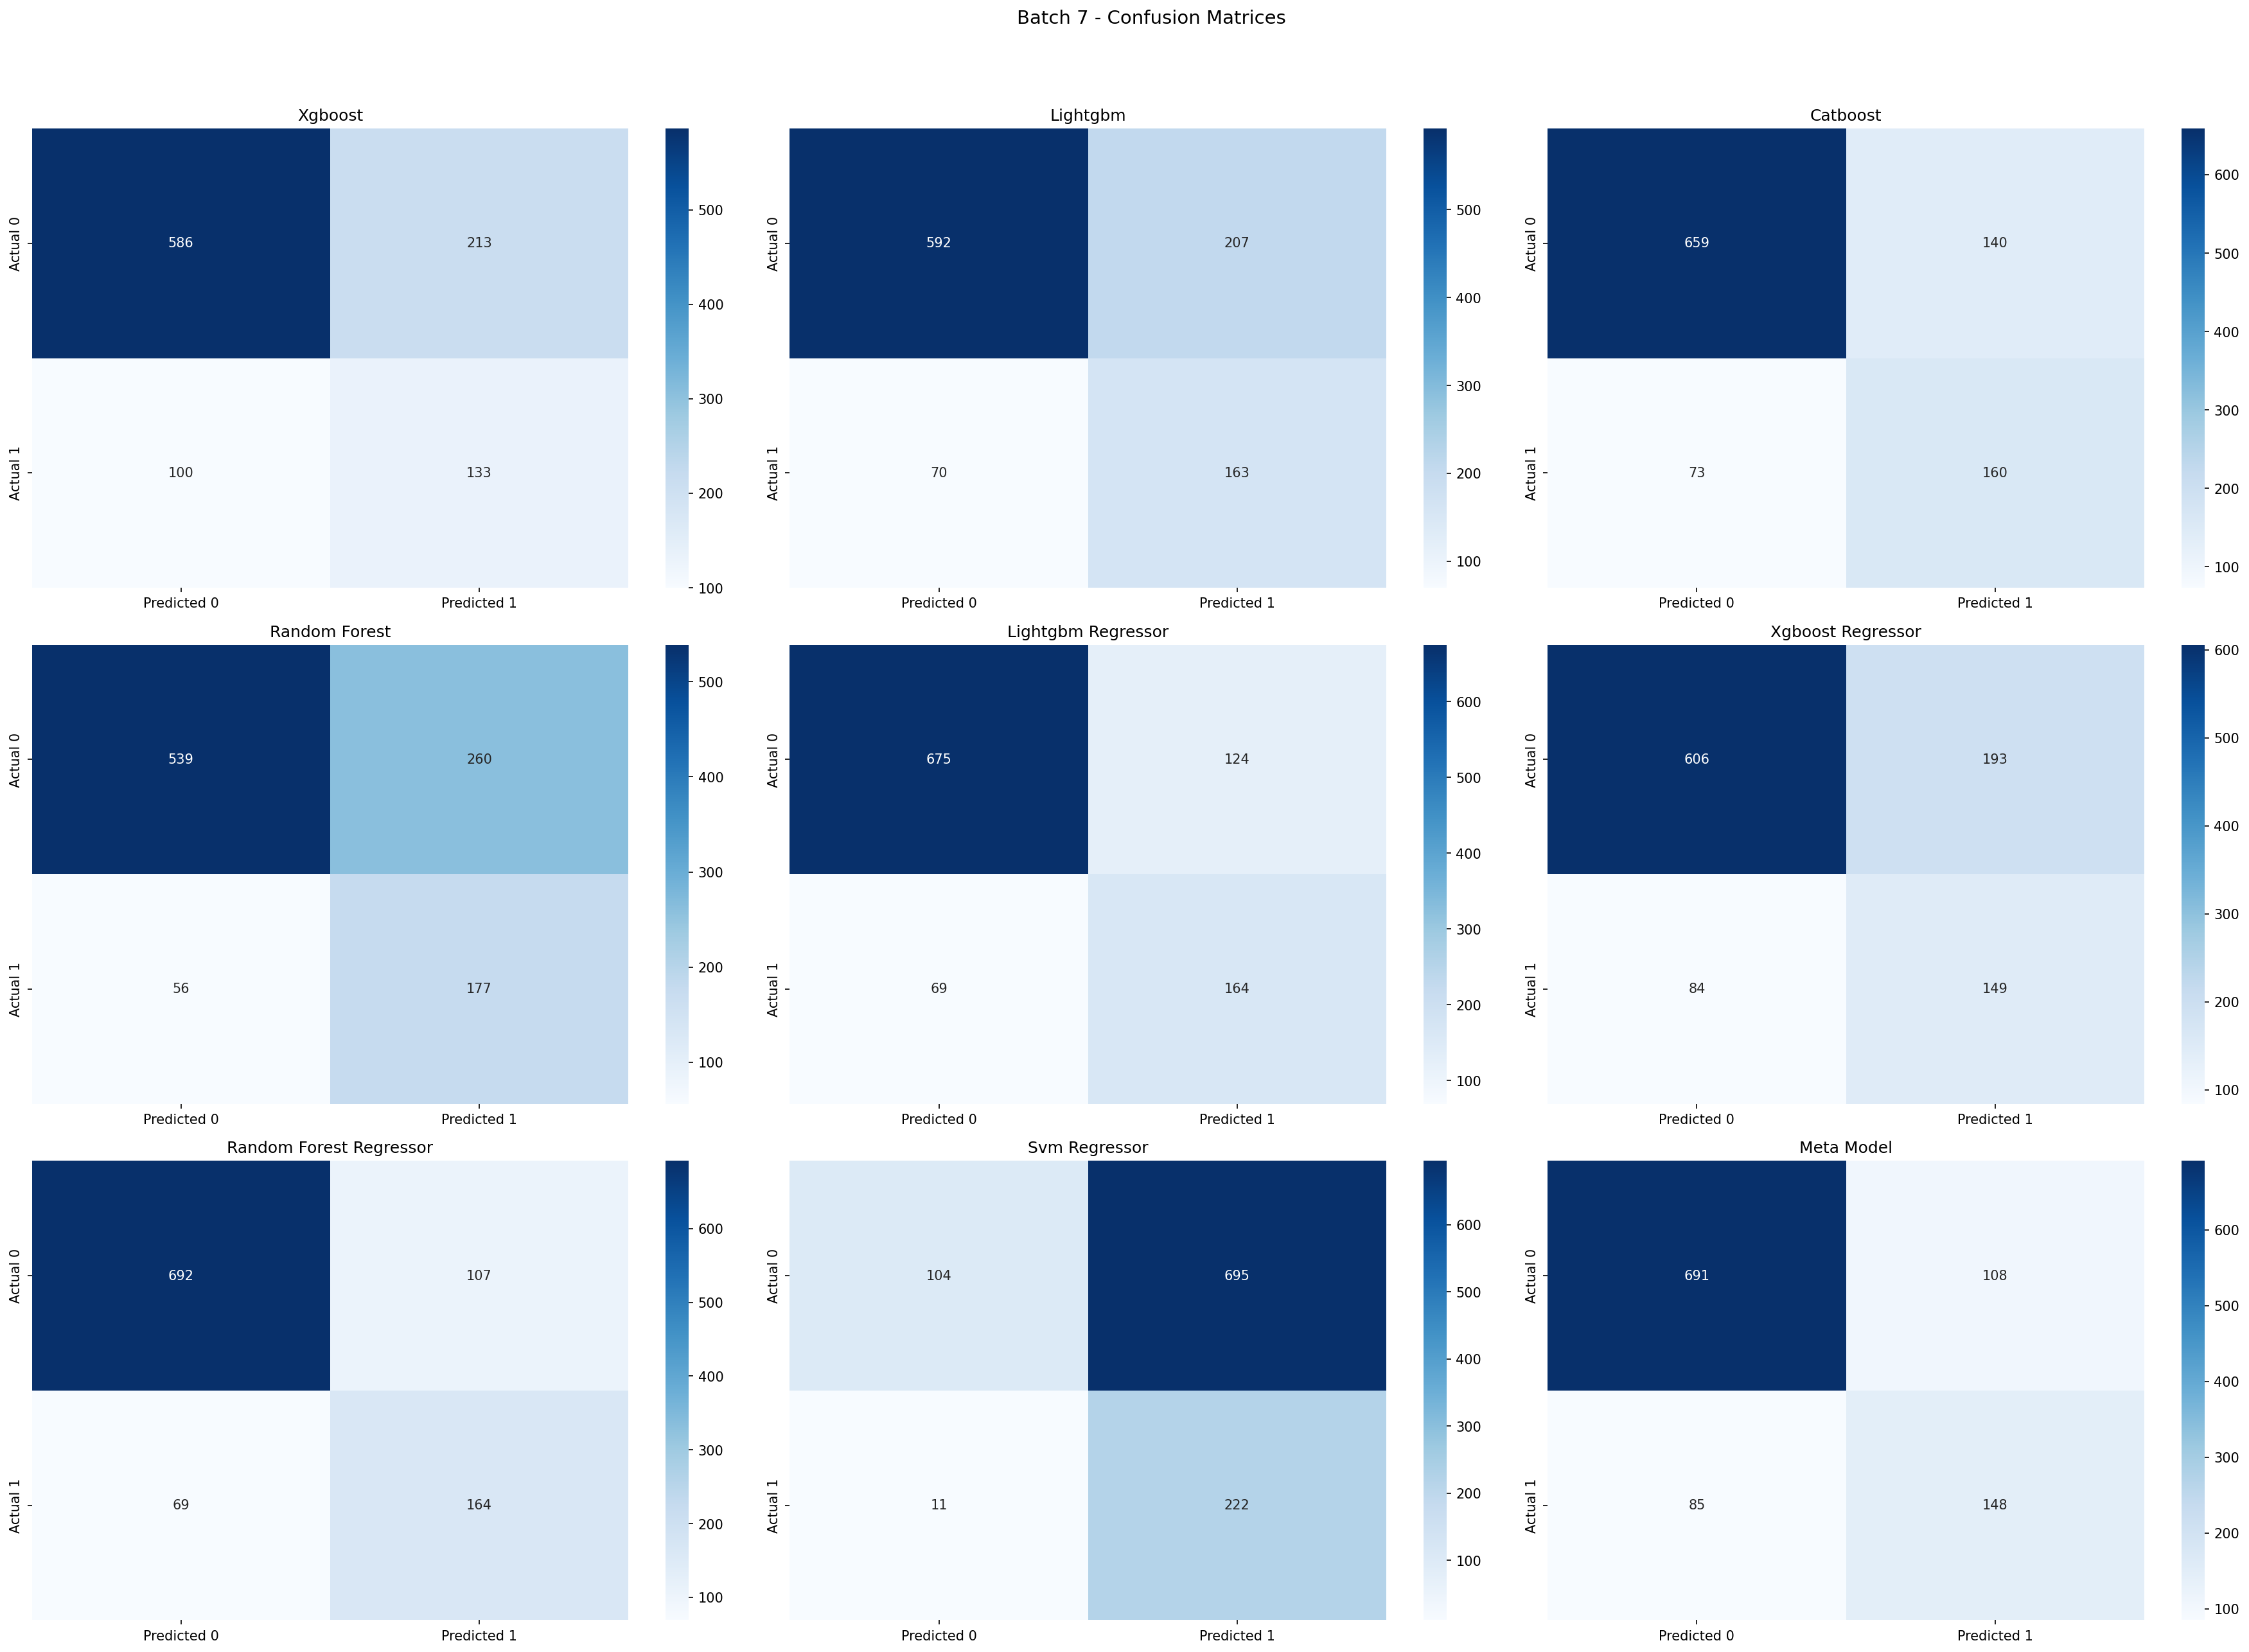 Batch 7 - Confusion Matrices
Xgboost
Actual 0
586
213
500
400
300
200
100
Actual 1
100
133
Predicted 0
Predicted 1
Lightgbm
Actual 0
592
207
500
400
300
200
100
Actual 1
70
163
Predicted 0
Predicted 1
Catboost
Actual 0
659
140
600
500
400
300
200
100
Actual 1
73
160
Predicted 0
Predicted 1
Random Forest
Actual 0
539
260
500
400
300
200
100
Actual 1
56
177
Predicted 0
Predicted 1
Lightgbm Regressor
Actual 0
675
124
600
500
400
300
200
100
Actual 1
69
164
Predicted 0
Predicted 1
Xgboost Regressor
Actual 0
606
193
600
500
400
300
200
100
Actual 1
84
149
Predicted 0
Predicted 1
Random Forest Regressor
Actual 0
692
107
600
500
400
300
200
100
Actual 1
69
164
Predicted 0
Predicted 1
Svm Regressor
Actual 0
104
695
600
500
400
300
200
100
Actual 1
11
222
Predicted 0
Predicted 1
Meta Model
Actual 0
691
108
600
500
400
300
200
100
Actual 1
85
148
Predicted 0
Predicted 1